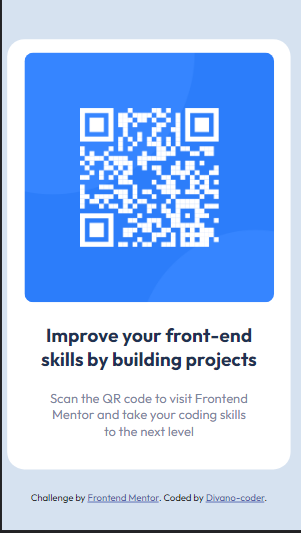 Improve your front-end
skills by building projects
Scan the QR code to visit Frontend
Mentor and take your coding skills
to the next level
Challenge by Frontend Mentor. Coded by Divano-coder.